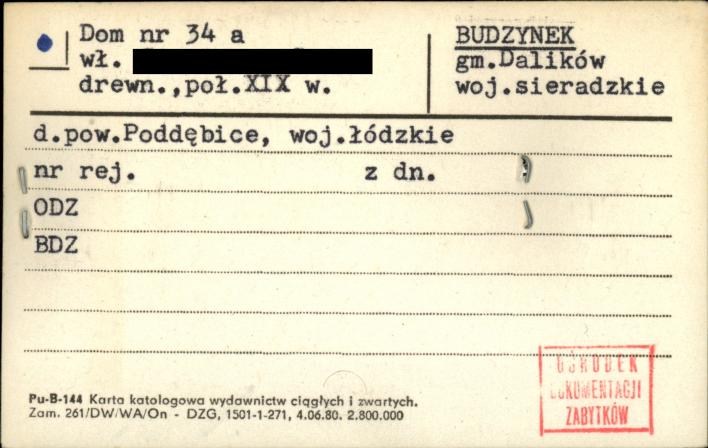 Dom nr 34 a
wł.
drewn.,poł.XIX w.
BUDZYNEK
gm.Dalików
woj.sieradzkie
d.pow.Poddębice, woj.łódzkie
nr rej. z dn.
ODZ
BDZ
Pu-B-144 Karta katologowa wydawnictw ciągłych i zwartych.
Zam. 261/DW/WA/On - DZG, 1501-1-271, 4.06.80. 2.800.000
OŚRODEK
DOKUMENTACJI
ZABYTKÓW